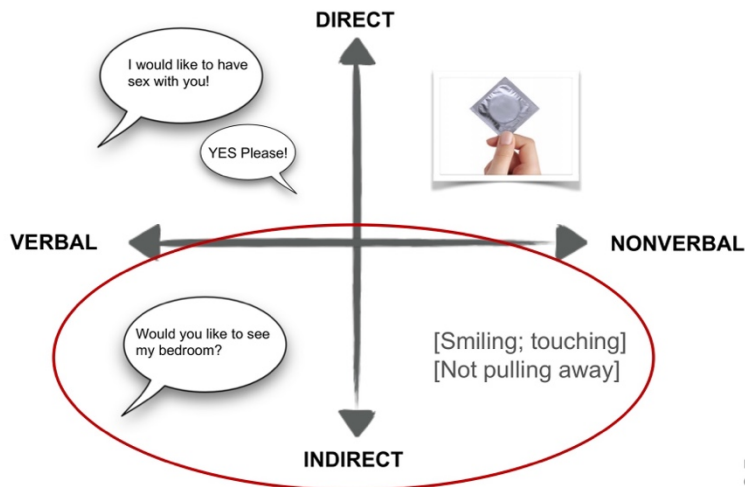 DIRECT
I would like to have
sex with you!
YES Please!
VERBAL
NONVERBAL
Would you like to see
my bedroom?
[Smiling; touching]
[Not pulling away]
INDIRECT